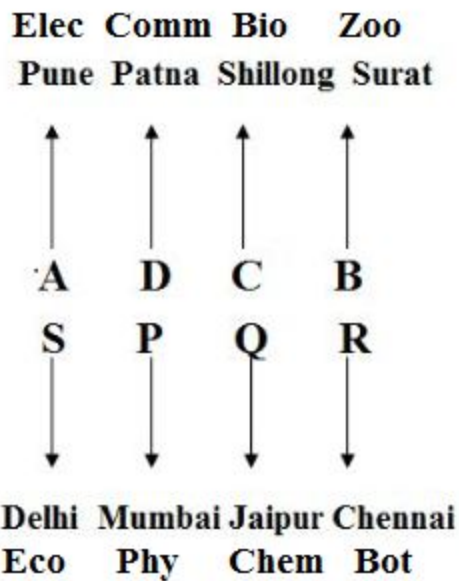 Elec Comm Bio Zoo
Pune Patna Shillong Surat
A D C B
S P Q R
Delhi Mumbai Jaipur Chennai
Eco Phy Chem Bot